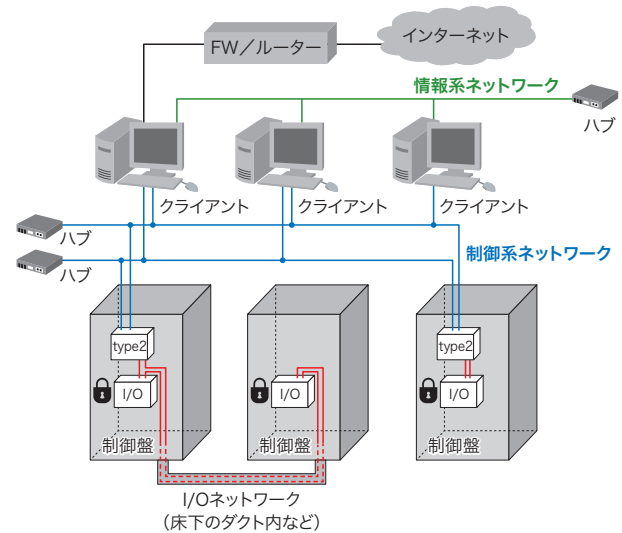 インターネット
FW／ルーター
情報系ネットワーク
ハブ
クライアント
クライアント
クライアント
ハブ
制御系ネットワーク
ハブ
type2
type2
I/O
I/O
I/O
制御盤
制御盤
制御盤
I/Oネットワーク
（床下のダクト内など）